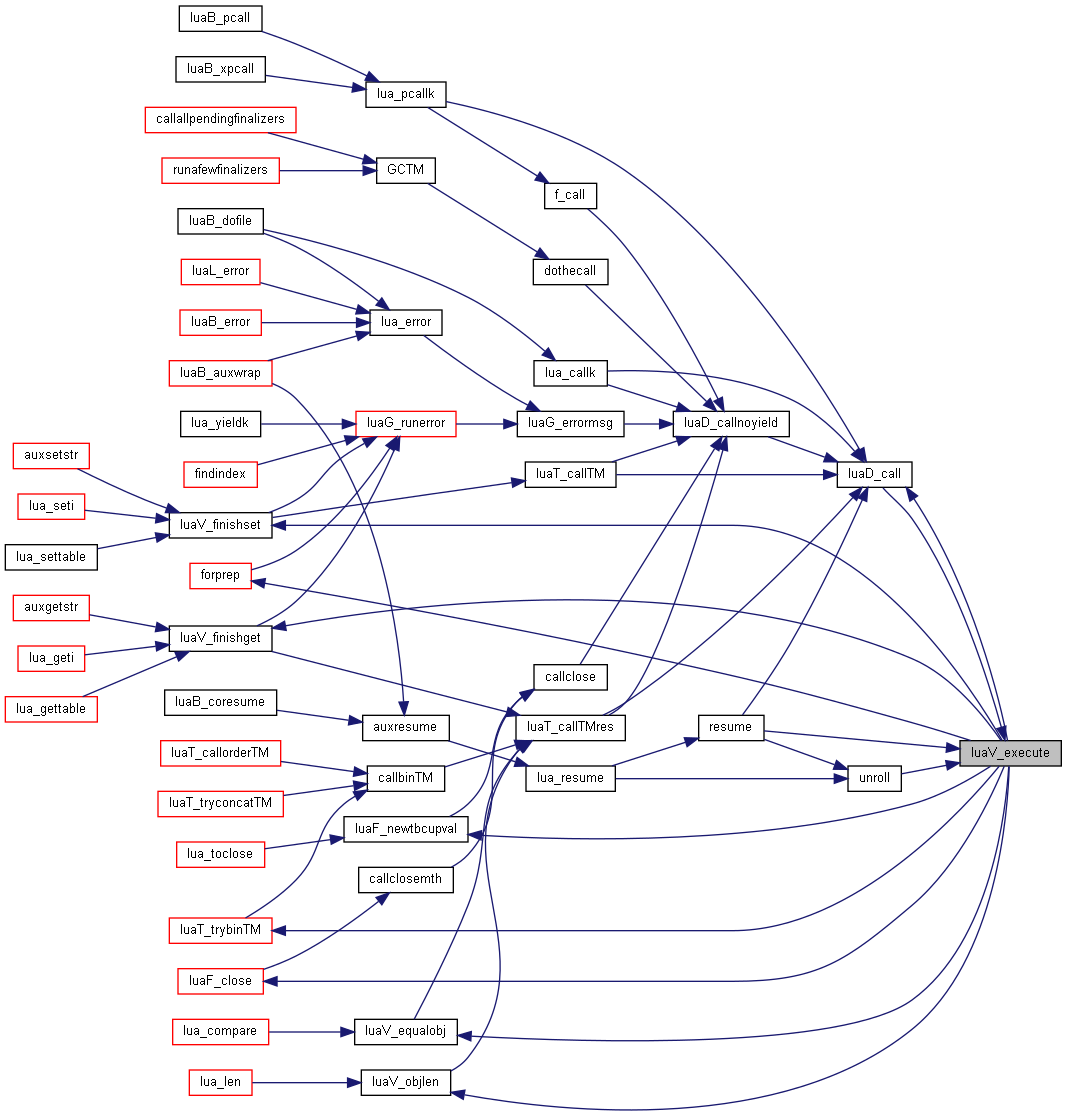 luaB_pcall
luaB_xpcall
lua_pcallk
callallpendingfinalizers
runafewfinalizers
GCTM
f_call
luaB_dofile
dothecall
luaL_error
luaB_error
lua_error
luaB_auxwrap
lua_callk
lua_yieldk
luaG_runerror
luaG_errormsg
luaD_callnoyield
auxsetstr
findindex
luaT_callTM
luaD_call
lua_seti
luaV_finishset
lua_settable
forprep
auxgetstr
luaV_finishget
lua_geti
callclose
lua_gettable
luaB_coresume
auxresume
luaT_callTMres
resume
luaV_execute
luaT_callorderTM
callbinTM
lua_resume
unroll
luaT_tryconcatTM
luaF_newtbcupval
lua_toclose
callclosemth
luaT_trybinTM
luaF_close
lua_compare
luaV_equalobj
lua_len
luaV_objlen